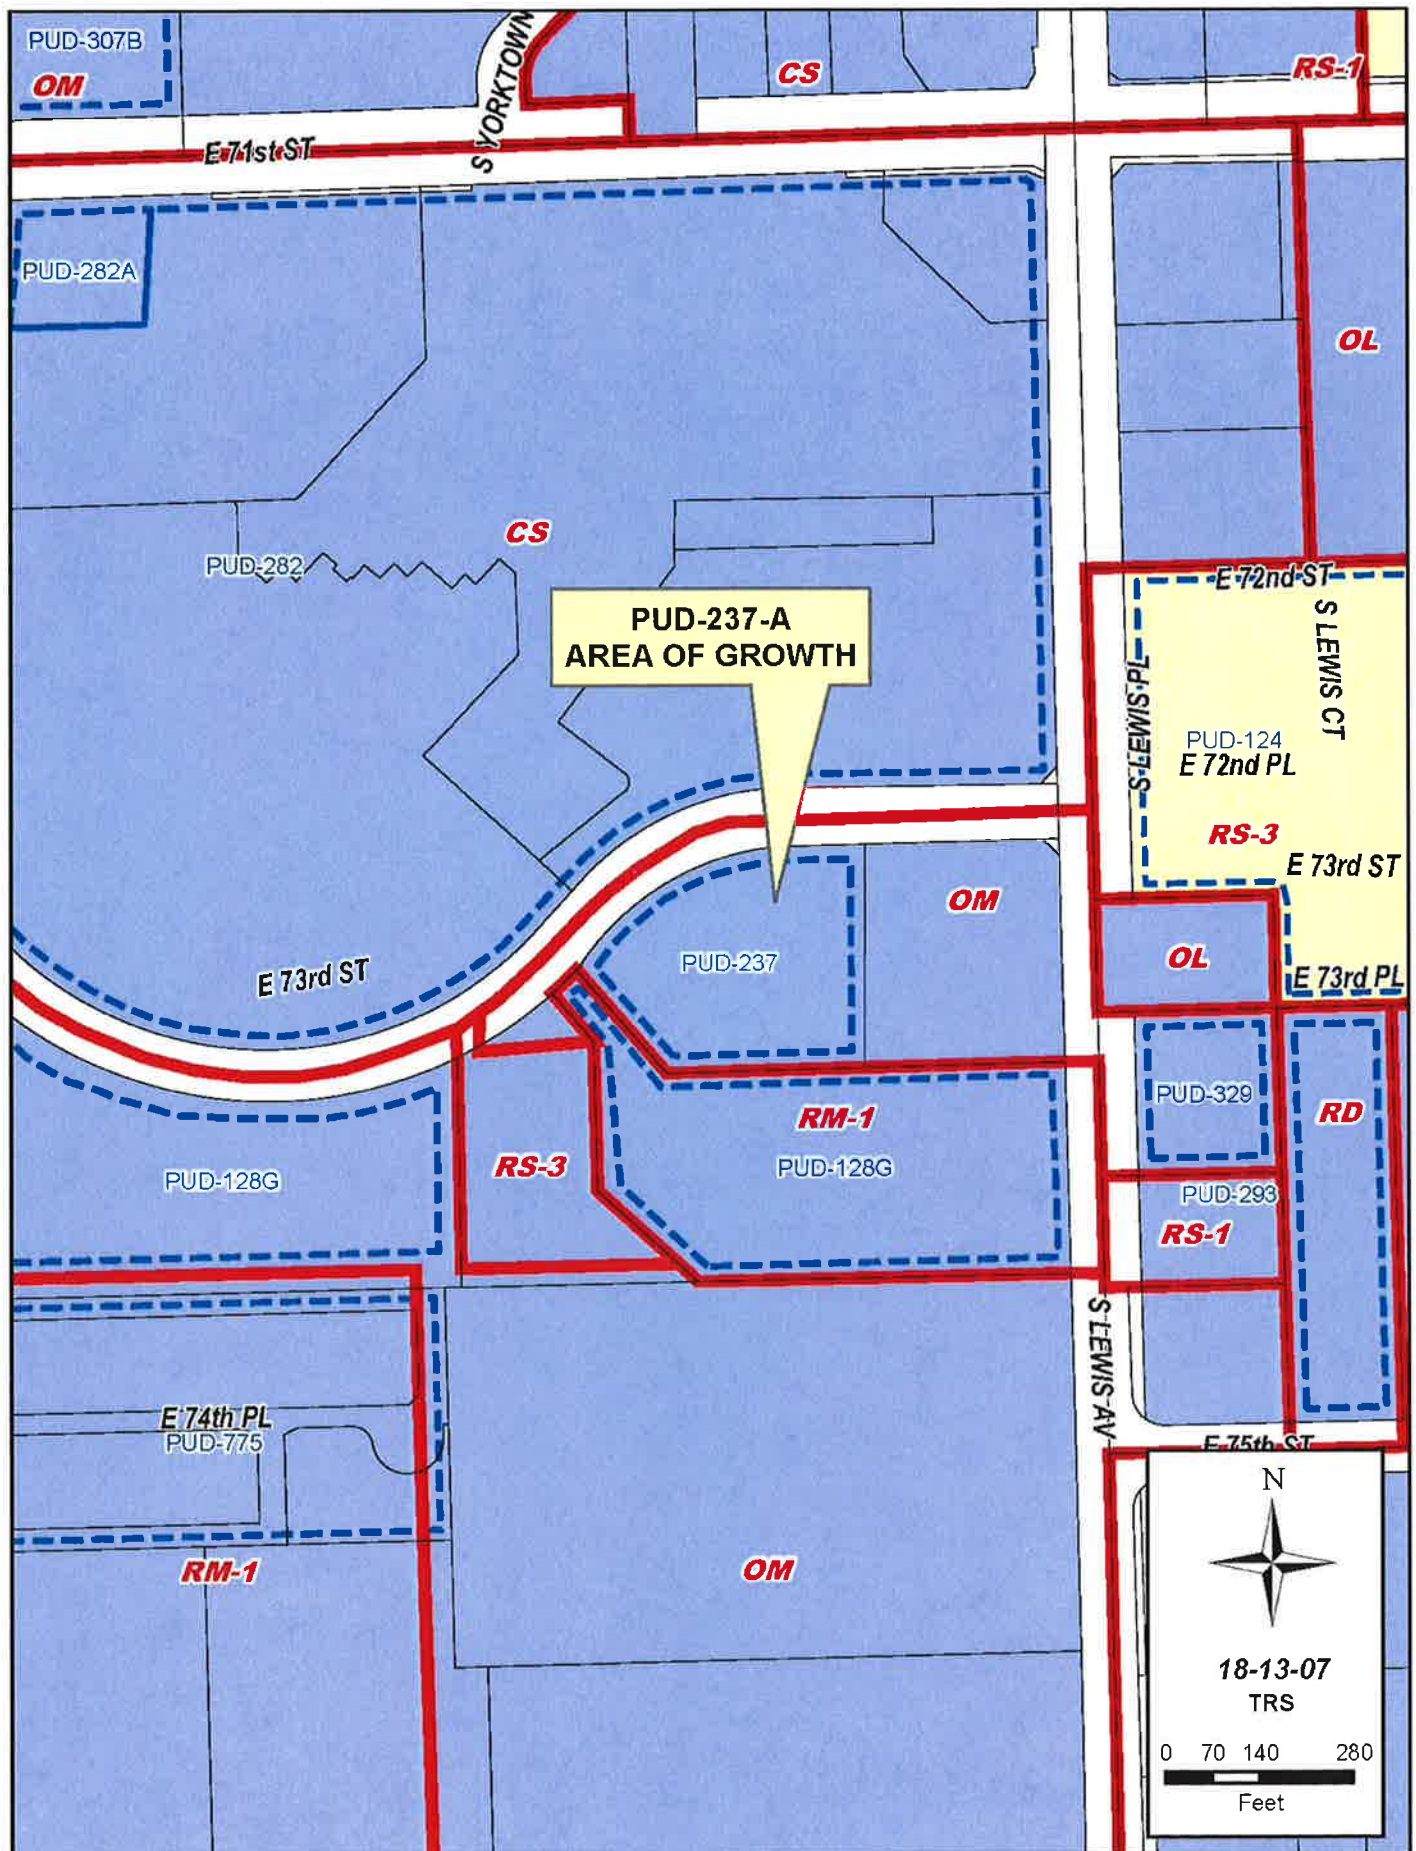 PUD-307B
OM
S YORKTOWN
CS
RS-1
E 71st ST
PUD-282A
OL
CS
PUD-282
E 72nd ST
S LEWIS CT
PUD-237-A
AREA OF GROWTH
S LEWIS PL
PUD-124
E 72nd PL
RS-3
E 73rd ST
OM
PUD-237
OL
E 73rd ST
E 73rd PL
PUD-329
RD
RM-1
PUD-128G
RS-3
PUD-128G
PUD-293
RS-1
S LEWIS AV
E 74th PL
PUD-775
E 75th ST
RM-1
OM
N
18-13-07
TRS
0 70 140 280
Feet